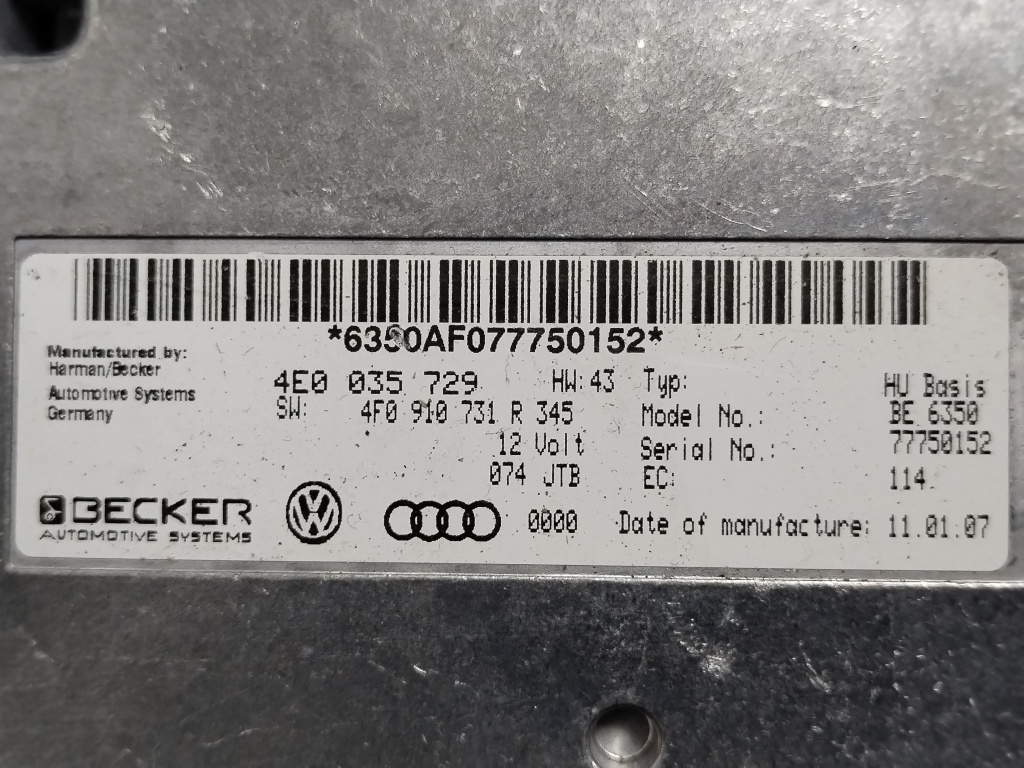 *6350AF077750152*
Manufactured by:
Harman/Becker
Automotive Systems
Germany
4E0 035 729 HW:43 Typ: HU Basis
SW: 4F0 910 731 R 345 Model No.: BE 6350
12 Volt Serial No.: 77750152
074 JTB EC: 114
BECKER
AUTOMOTIVE SYSTEMS
VW
0000 Date of manufacture: 11.01.07